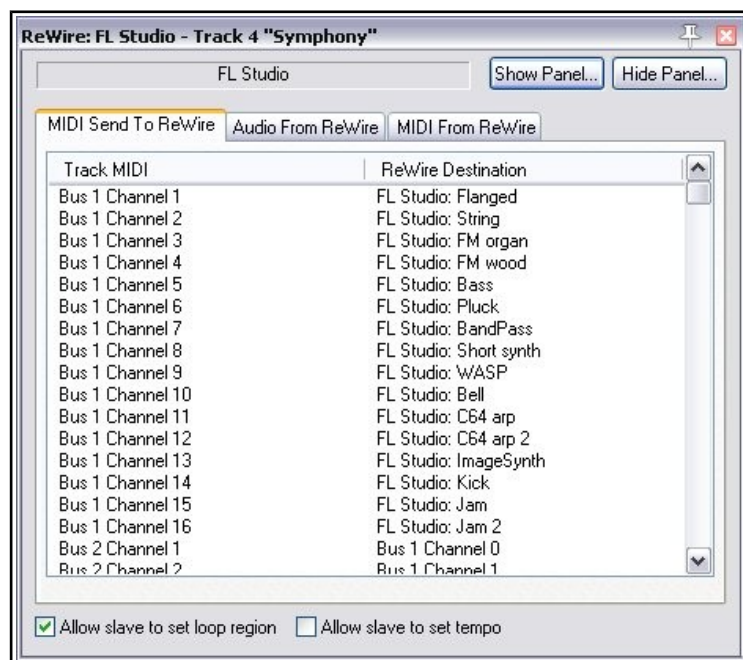 ReWire: FL Studio - Track 4 "Symphony"
FL Studio Show Panel... Hide Panel...
MIDI Send To ReWire Audio From ReWire MIDI From ReWire
Track MIDI ReWire Destination
Bus 1 Channel 1 FL Studio: Flanged
Bus 1 Channel 2 FL Studio: String
Bus 1 Channel 3 FL Studio: FM organ
Bus 1 Channel 4 FL Studio: FM wood
Bus 1 Channel 5 FL Studio: Bass
Bus 1 Channel 6 FL Studio: Pluck
Bus 1 Channel 7 FL Studio: BandPass
Bus 1 Channel 8 FL Studio: Short synth
Bus 1 Channel 9 FL Studio: WASP
Bus 1 Channel 10 FL Studio: Bell
Bus 1 Channel 11 FL Studio: C64 arp
Bus 1 Channel 12 FL Studio: C64 arp 2
Bus 1 Channel 13 FL Studio: ImageSynth
Bus 1 Channel 14 FL Studio: Kick
Bus 1 Channel 15 FL Studio: Jam
Bus 1 Channel 16 FL Studio: Jam 2
Bus 2 Channel 1 Bus 1 Channel 0
Bus 2 Channel 2 Bus 1 Channel 1
Allow slave to set loop region Allow slave to set tempo